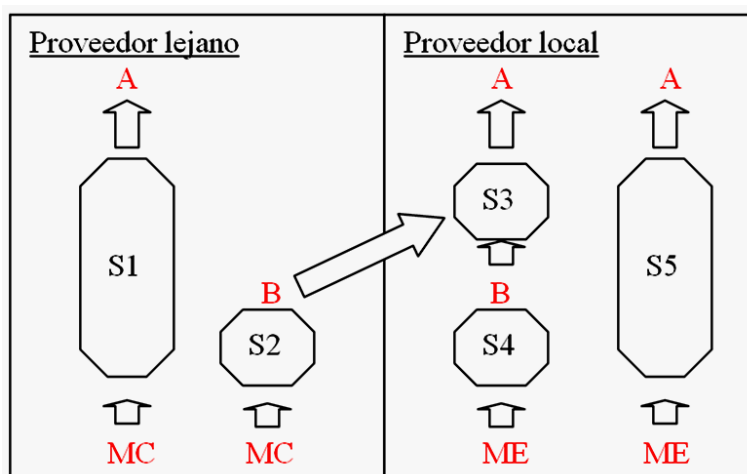 Proveedor lejano
A
S1
B
S2
MC
MC
Proveedor local
A
A
S3
S5
B
S4
ME
ME